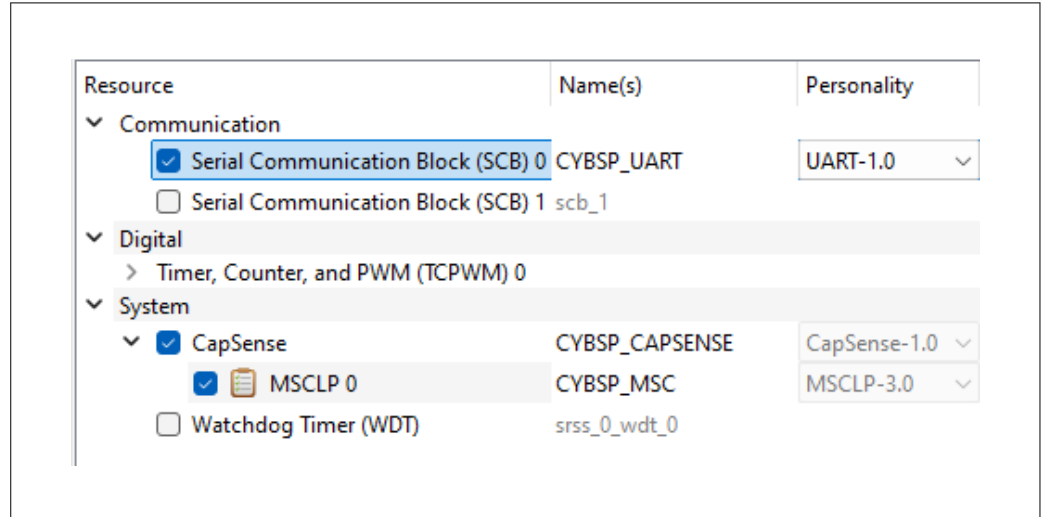 Resource Name(s) Personality
Communication
Serial Communication Block (SCB) 0 CYBSP_UART UART-1.0
Serial Communication Block (SCB) 1 scb_1
Digital
Timer, Counter, and PWM (TCPWM) 0
System
CapSense CYBSP_CAPSENSE CapSense-1.0
MSCLP 0 CYBSP_MSC MSCLP-3.0
Watchdog Timer (WDT) srss_0_wdt_0